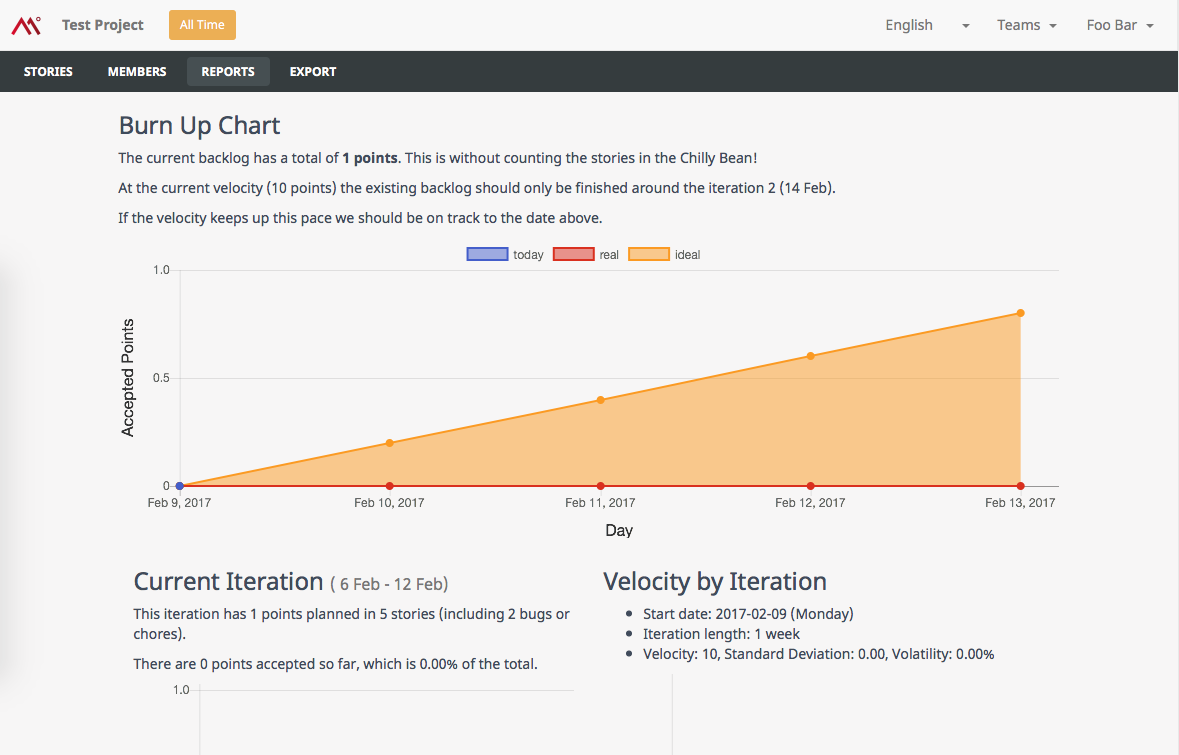 Test Project All Time English Teams Foo Bar
STORIES MEMBERS REPORTS EXPORT
Burn Up Chart
The current backlog has a total of 1 points. This is without counting the stories in the Chilly Bean!
At the current velocity (10 points) the existing backlog should only be finished around the iteration 2 (14 Feb).
If the velocity keeps up this pace we should be on track to the date above.
today real ideal
1.0
0.5
0
Accepted Points
Feb 9, 2017 Feb 10, 2017 Feb 11, 2017 Feb 12, 2017 Feb 13, 2017
Day
Current Iteration ( 6 Feb - 12 Feb)
This iteration has 1 points planned in 5 stories (including 2 bugs or
chores).
There are 0 points accepted so far, which is 0.00% of the total.
1.0
Velocity by Iteration
Start date: 2017-02-09 (Monday)
Iteration length: 1 week
Velocity: 10, Standard Deviation: 0.00, Volatility: 0.00%